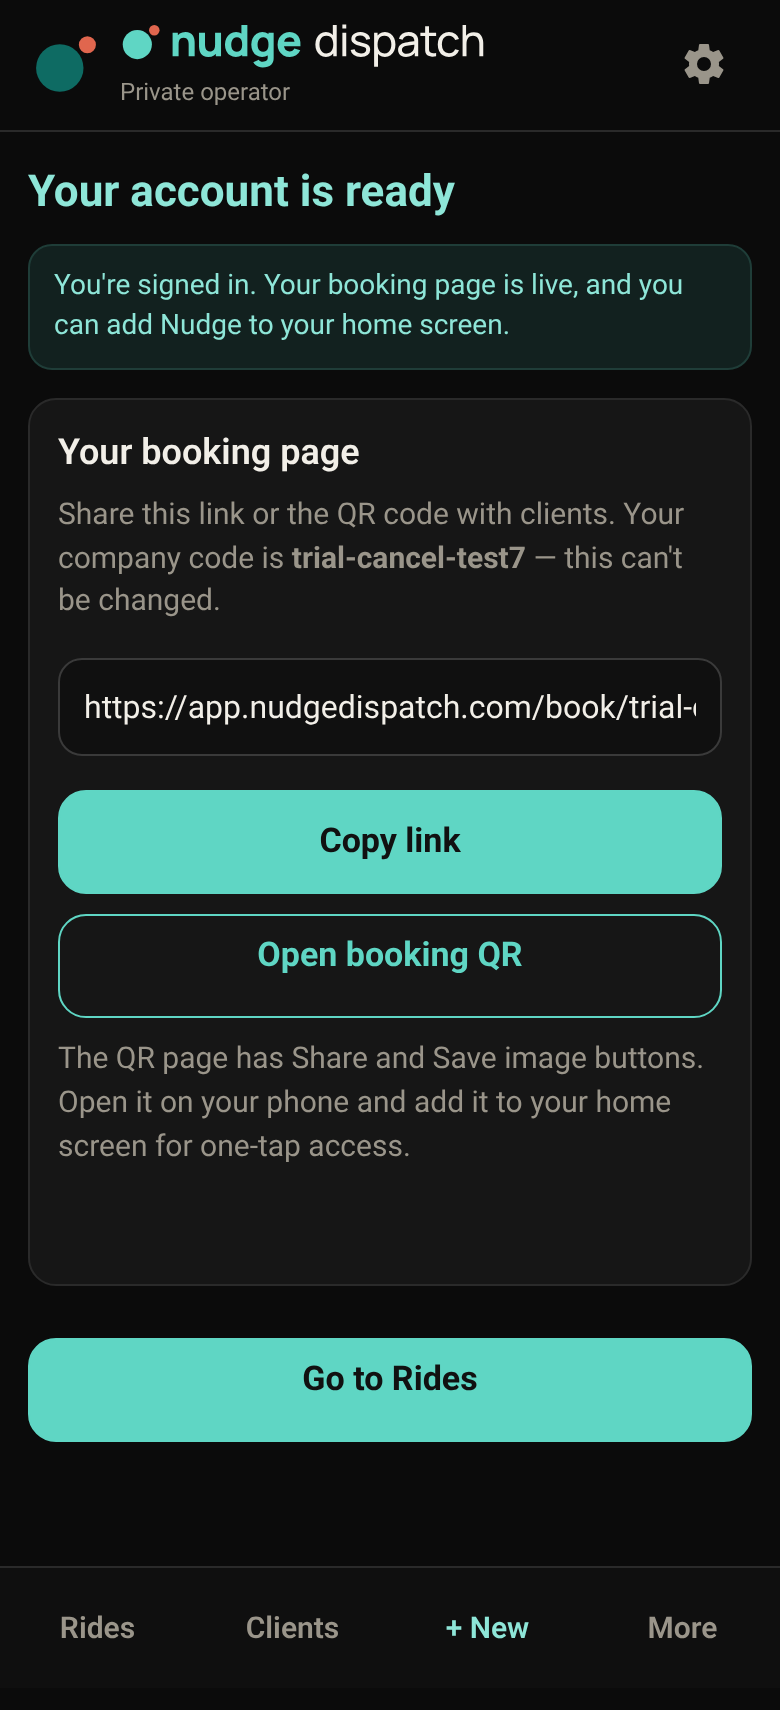 nudge dispatch
Private operator
Your account is ready
You're signed in. Your booking page is live, and you
can add Nudge to your home screen.
Your booking page
Share this link or the QR code with clients. Your
company code is trial-cancel-test7 — this can't
be changed.
https://app.nudgedispatch.com/book/trial-
Copy link
Open booking QR
The QR page has Share and Save image buttons.
Open it on your phone and add it to your home
screen for one-tap access.
Go to Rides
Rides
Clients
+ New
More